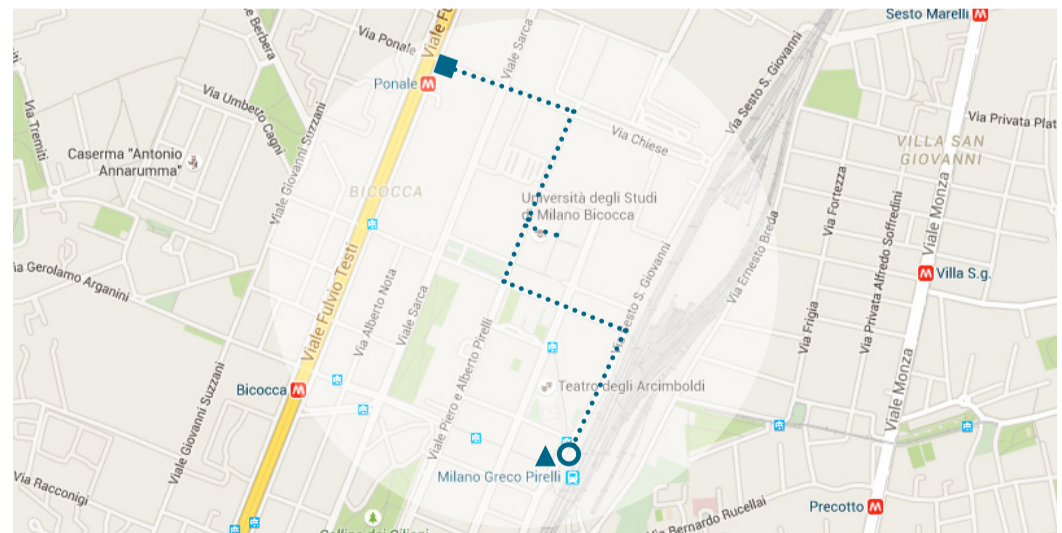 Sesto Marelli
e Berbera
Via Ponale
Viale Fu
Viale Sarca
Via Sesto S. Giovanni
Ponale
Via Umberto Cagni
Via Tremiti
Viale Giovanni Suzzani
Via Chiese
Via Privata Plat
VILLA SAN
GIOVANNI
Caserma "Antonio
Annarumma"
BICOCCA
Università degli Studi
di Milano Bicocca
Via Fortezza
Via Privata Alfredo Soffredini
Viale Monza
Via Ernesto Breda
Via Gerolamo Arganini
Viale Fulvio Testi
Via Alberto Nota
Viale Sarca
Via Sesto S. Giovanni
Villa S.g.
Via Frigia
Viale Piero e Alberto Pirelli
Bicocca
Teatro degli Arcimboldi
Viale Monza
Viale Giovanni Suzzani
Via Racconigi
Milano Greco Pirelli
Precotto
Via Bernardo Rucellai